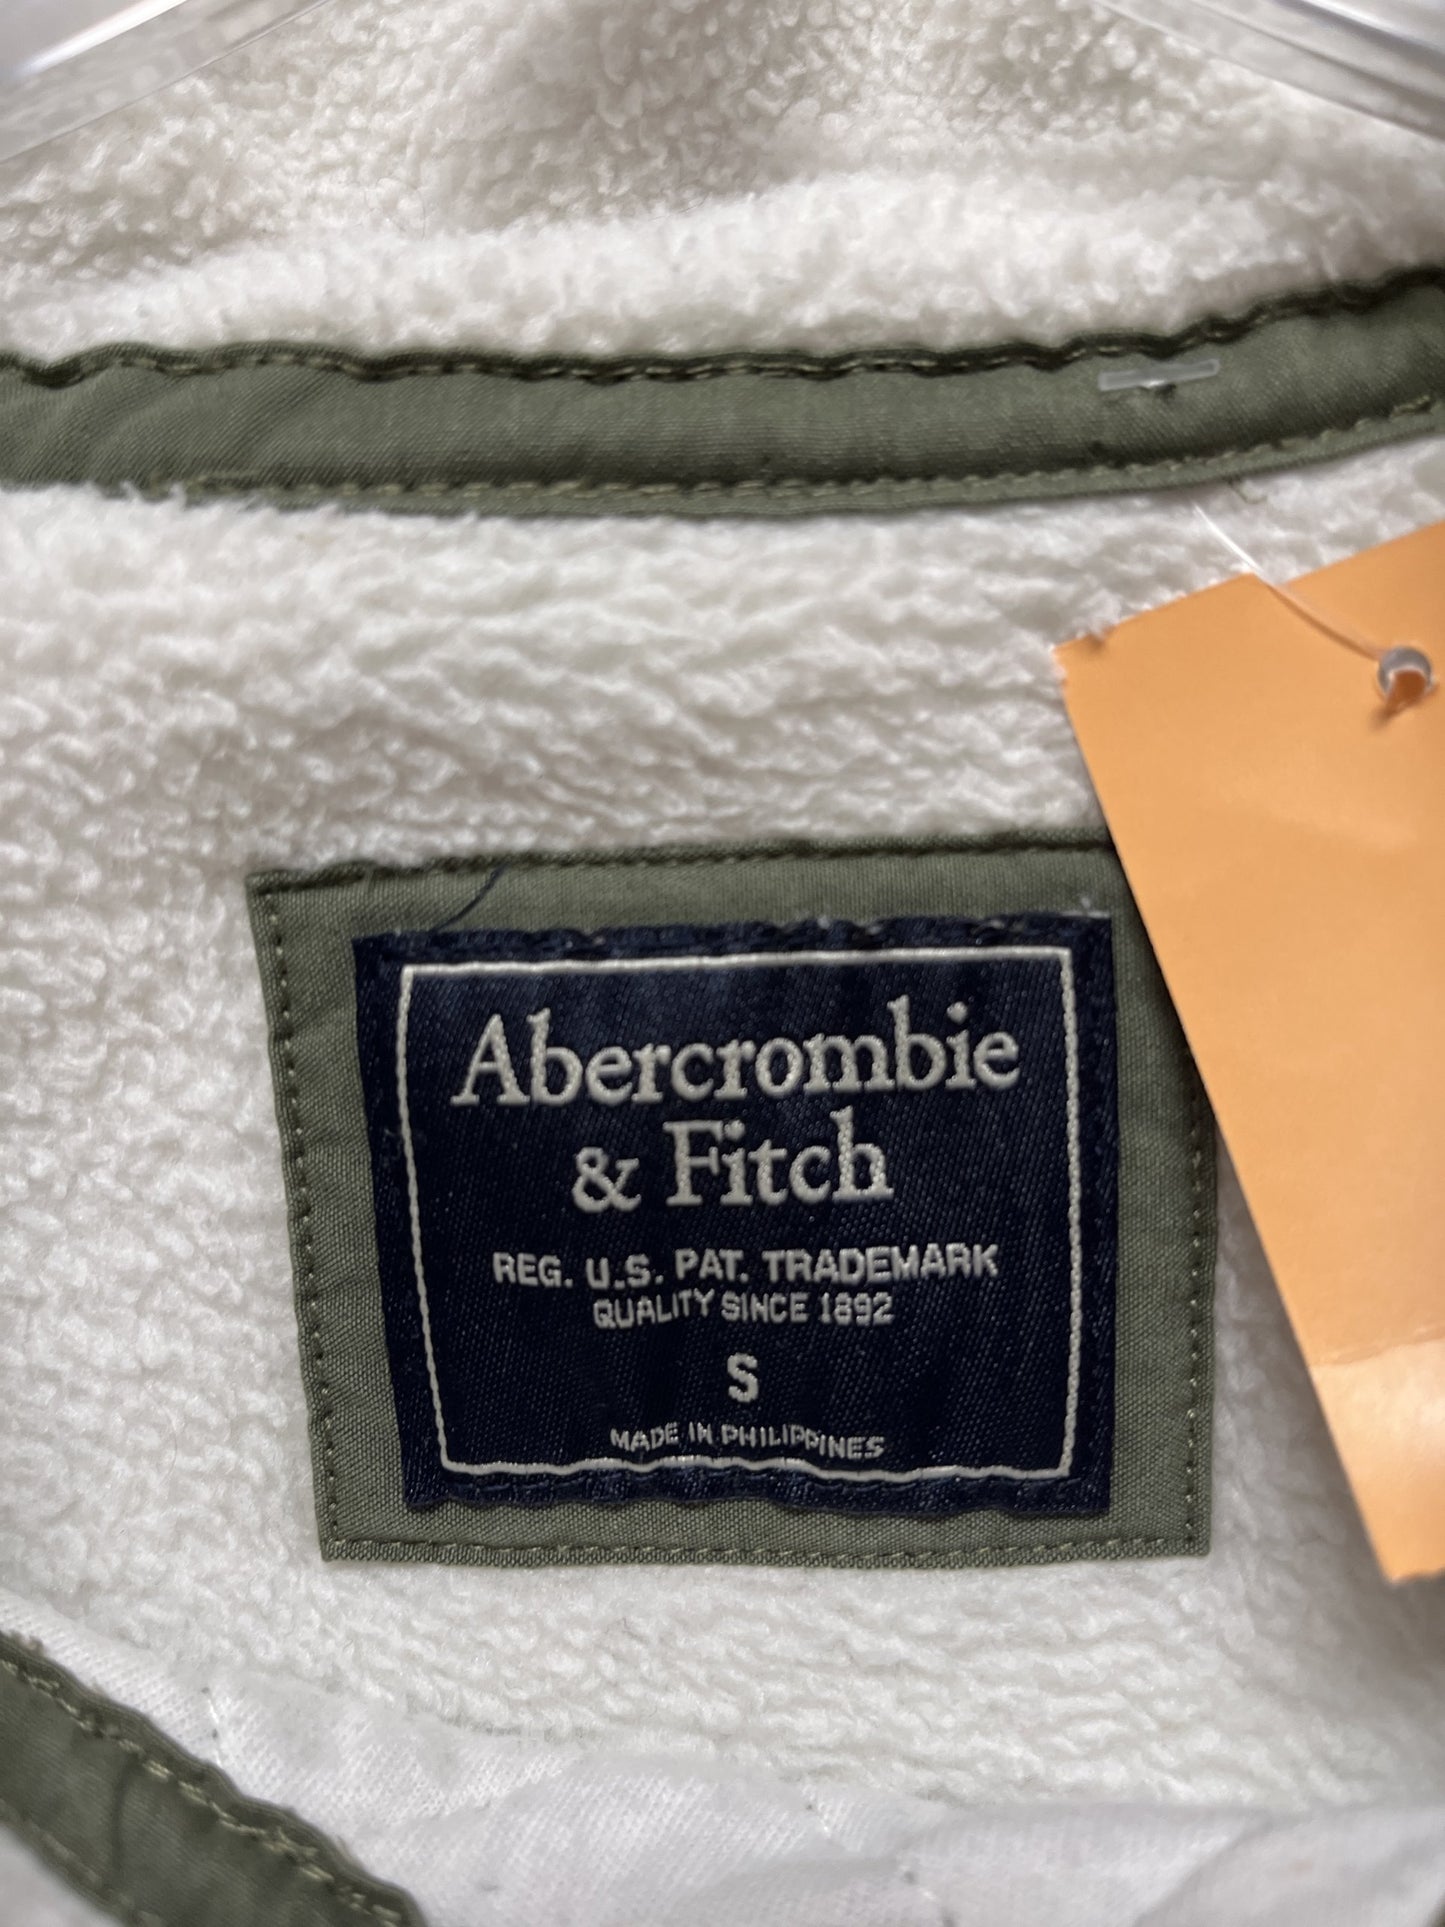 Abercrombie
& Fitch
REG. U.S. PAT. TRADEMARK
QUALITY SINCE 1892
S
MADE IN PHILIPPINES